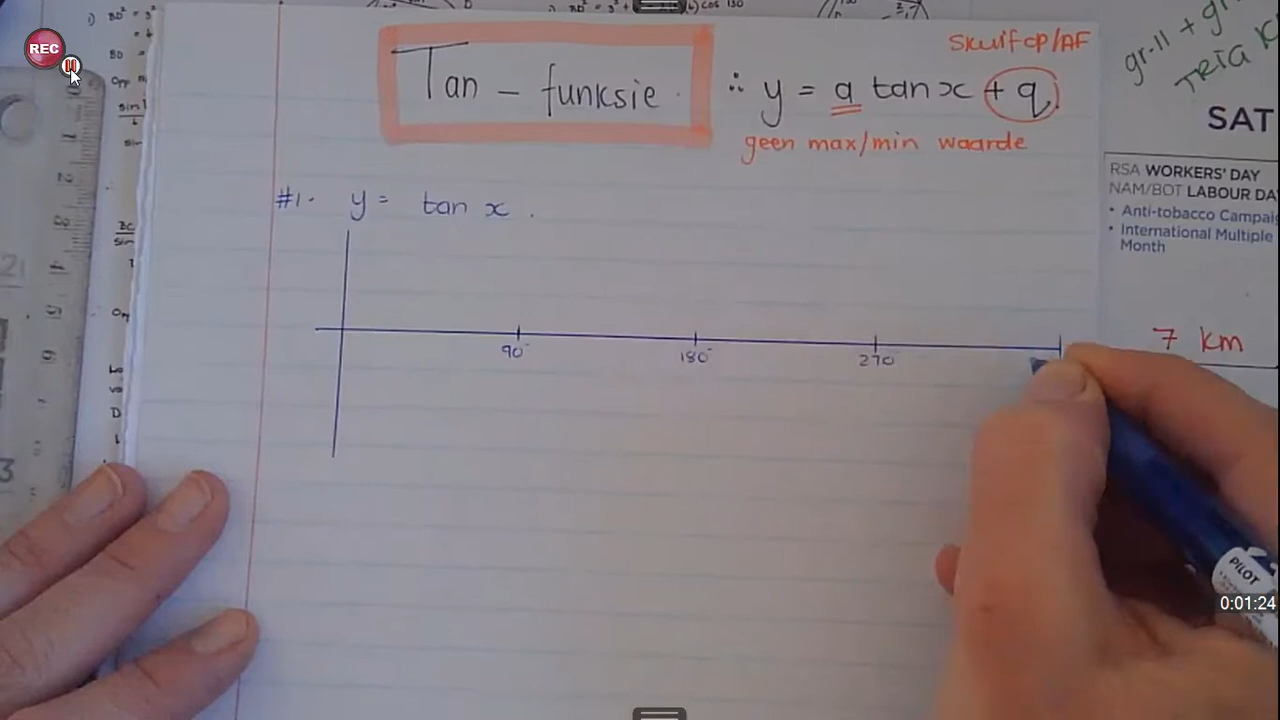 REC
Tan - funksie.
skuif op/AF
∴ y = a tan x + q
geen max/min waarde
#1. y = tan x.
90°
180°
270°
gr.11 + gr
TRIG
SAT
RSA WORKERS' DAY
NAM/BOT LABOUR DA
• Anti-tobacco Campai
• International Multiple
Month
7 km
PILOT
0:01:24